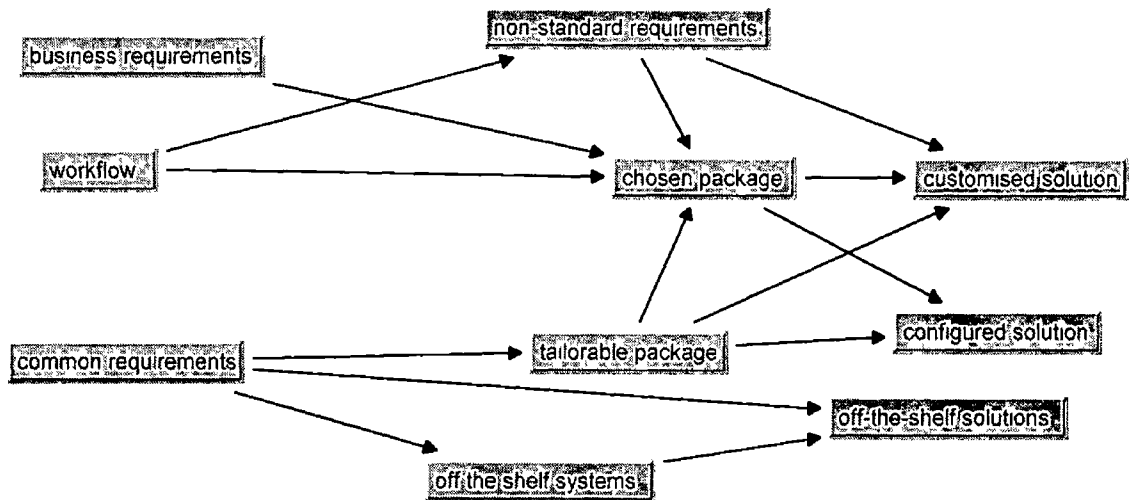 non-standard requirements
business requirements
workflow
chosen package
customised solution
configured solution
tailorable package
common requirements
off-the-shelf solutions
off the shelf systems